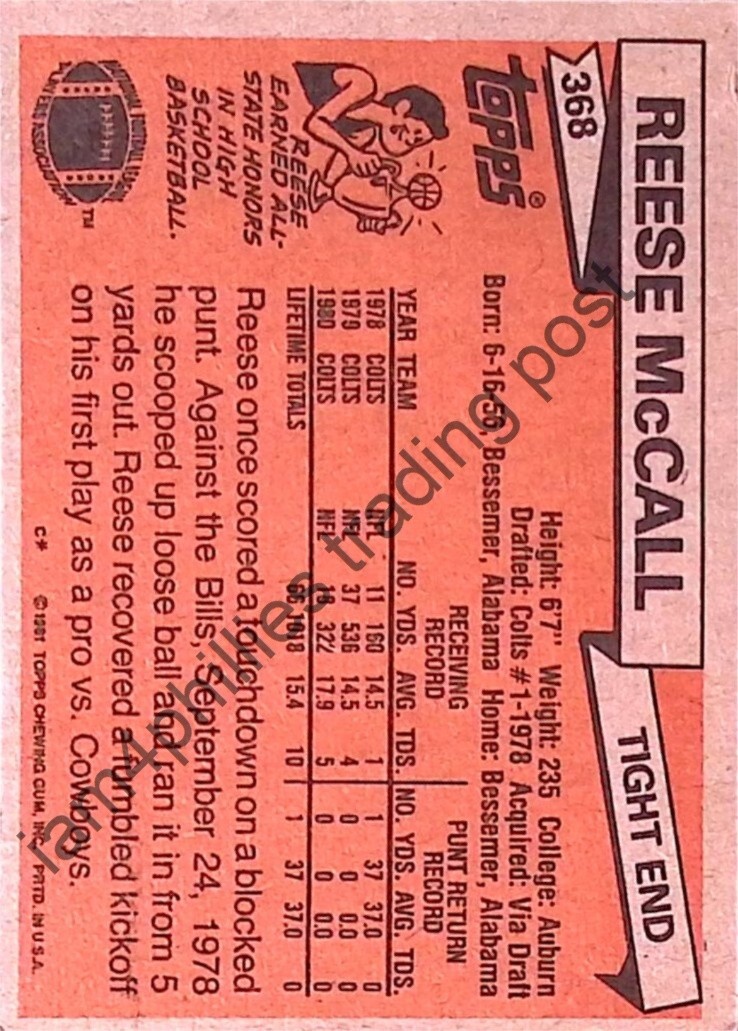 REESE McCALL
TIGHT END
368
TOPPS®
Height: 6'7" Weight: 235 College: Auburn
Drafted: Colts #1-1978 Acquired: Via Draft
Born: 6-16-56, Bessemer, Alabama Home: Bessemer, Alabama
RECEIVING RECORD PUNT RETURN RECORD
YEAR TEAM NO. YDS. AVG. TDS. NO. YDS. AVG. TDS.
1978 COLTS NFL 11 160 14.5 1 1 37 37.0 0
1979 COLTS NFL 37 536 14.5 4 0 0 0.0 0
1980 COLTS NFL 18 322 17.9 5 0 0 0.0 0
LIFETIME TOTALS 66 1018 15.4 10 1 37 37.0 0
REESE
EARNED ALL-
STATE HONORS
IN HIGH
SCHOOL
BASKETBALL.
Reese once scored a touchdown on a blocked
punt. Against the Bills, September 24, 1978
he scooped up loose ball and ran it in from 5
yards out. Reese recovered a fumbled kickoff
on his first play as a pro vs. Cowboys.
NATIONAL FOOTBALL LEAGUE
PLAYERS ASSOCIATION
TM
C* ©1981 TOPPS CHEWING GUM, INC. PRTD. IN U.S.A.
iam4phillies trading post